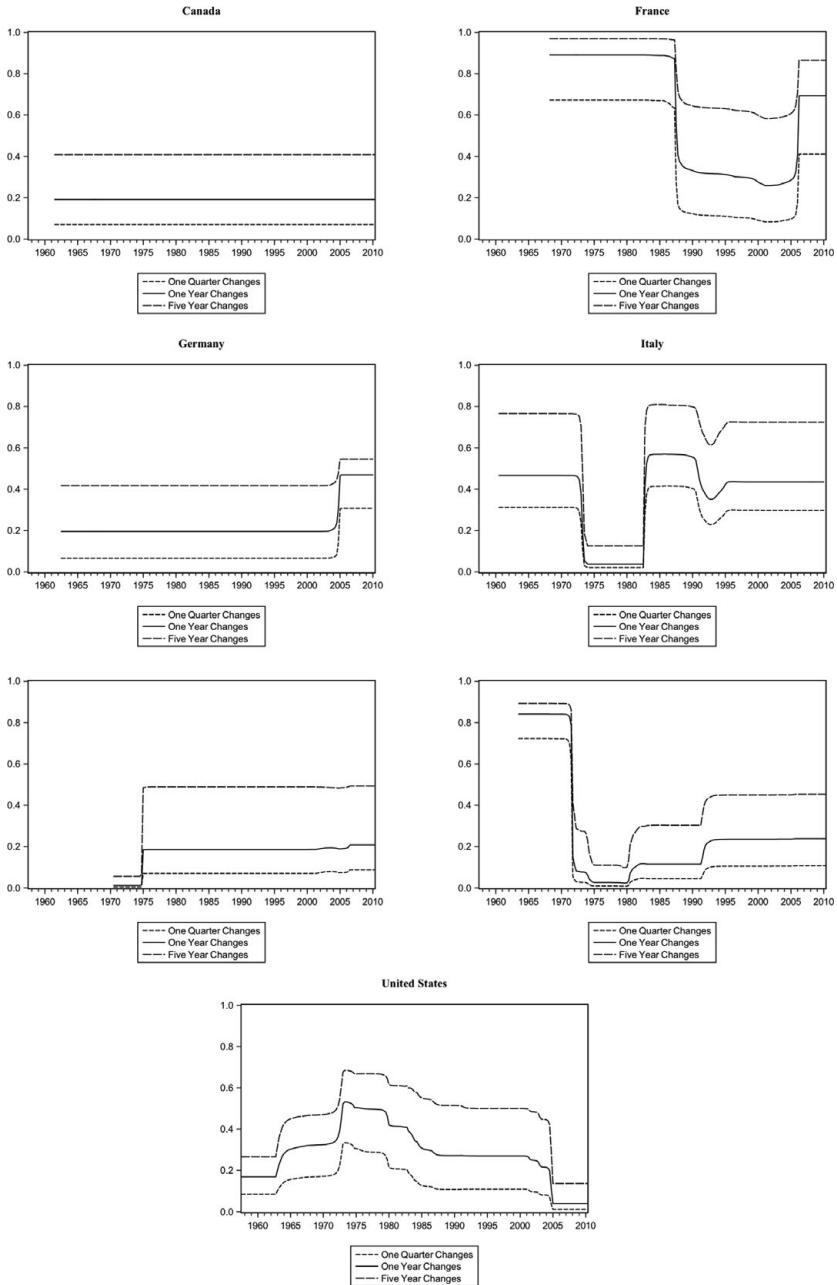 Canada
1.0
0.8
0.6
0.4
0.2
0.0
1960 1965 1970 1975 1980 1985 1990 1995 2000 2005 2010
One Quarter Changes
One Year Changes
Five Year Changes
France
1.0
0.8
0.6
0.4
0.2
0.0
1960 1965 1970 1975 1980 1985 1990 1995 2000 2005 2010
One Quarter Changes
One Year Changes
Five Year Changes
Germany
1.0
0.8
0.6
0.4
0.2
0.0
1960 1965 1970 1975 1980 1985 1990 1995 2000 2005 2010
One Quarter Changes
One Year Changes
Five Year Changes
Italy
1.0
0.8
0.6
0.4
0.2
0.0
1960 1965 1970 1975 1980 1985 1990 1995 2000 2005 2010
One Quarter Changes
One Year Changes
Five Year Changes
1.0
0.8
0.6
0.4
0.2
0.0
1960 1965 1970 1975 1980 1985 1990 1995 2000 2005 2010
One Quarter Changes
One Year Changes
Five Year Changes
1.0
0.8
0.6
0.4
0.2
0.0
1960 1965 1970 1975 1980 1985 1990 1995 2000 2005 2010
One Quarter Changes
One Year Changes
Five Year Changes
United States
1.0
0.8
0.6
0.4
0.2
0.0
1960 1965 1970 1975 1980 1985 1990 1995 2000 2005 2010
One Quarter Changes
One Year Changes
Five Year Changes